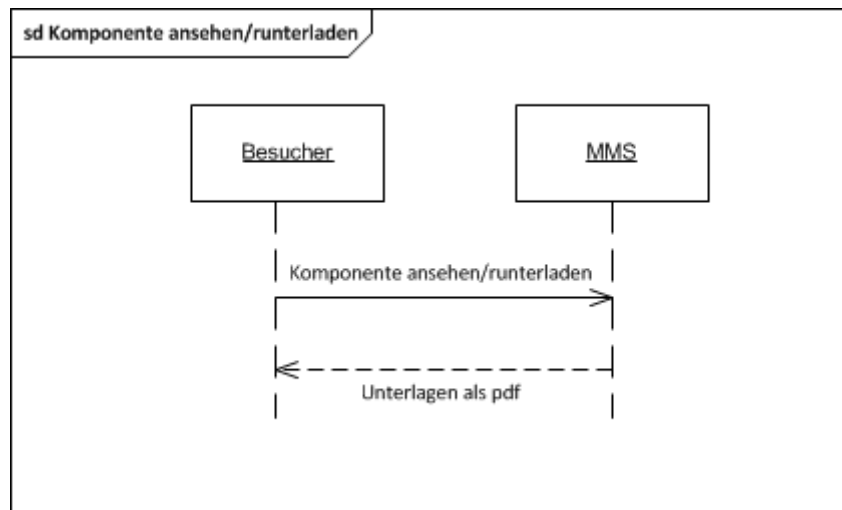 sd Komponente ansehen/runterladen
Besucher
MMS
Komponente ansehen/runterladen
Unterlagen als pdf